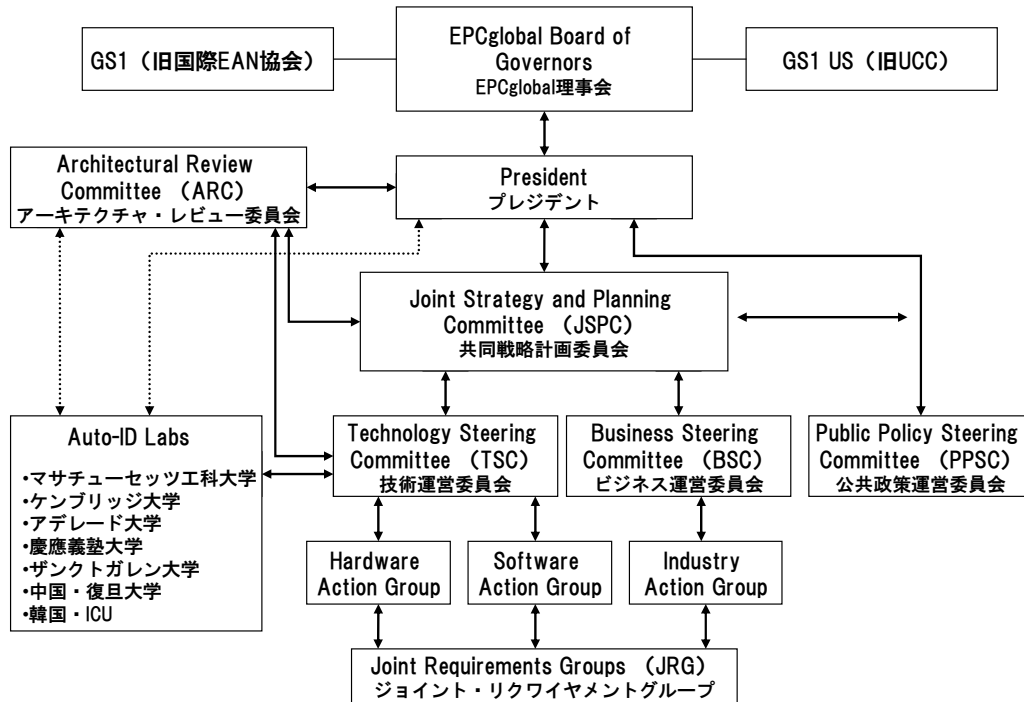 EPCglobal Board of
Governors
EPCglobal理事会
GS1（旧国際EAN協会）
GS1 US（旧UCC）
Architectural Review
Committee （ARC）
アーキテクチャ・レビュー委員会
President
プレジデント
Joint Strategy and Planning
Committee （JSPC）
共同戦略計画委員会
Auto-ID Labs
•マサチューセッツ工科大学
•ケンブリッジ大学
•アデレード大学
•慶應義塾大学
•ザンクトガレン大学
•中国・復旦大学
•韓国・ICU
Technology Steering
Committee （TSC）
技術運営委員会
Business Steering
Committee （BSC）
ビジネス運営委員会
Public Policy Steering
Committee （PPSC）
公共政策運営委員会
Hardware
Action Group
Software
Action Group
Industry
Action Group
Joint Requirements Groups （JRG）
ジョイント・リクワイヤメントグループ